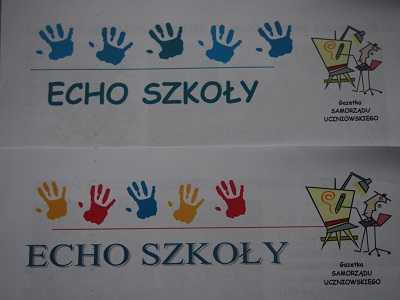 ECHO SZKOŁY
Gazetka
SAMORZĄDU
UCZNIOWSKIEGO
ECHO SZKOŁY
Gazetka
SAMORZĄDU
UCZNIOWSKIEGO